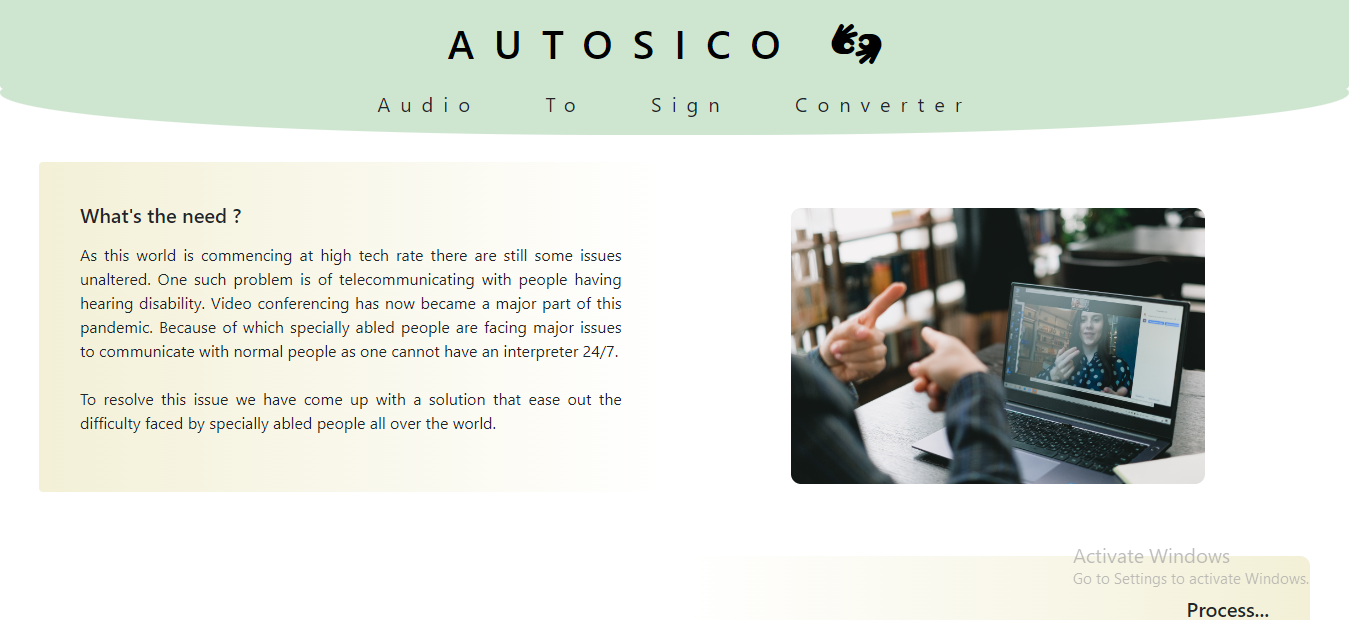 AUTOSICO
Audio To Sign Converter
What's the need ?
As this world is commencing at high tech rate there are still some issues
unaltered. One such problem is of telecommunicating with people having
hearing disability. Video conferencing has now became a major part of this
pandemic. Because of which specially abled people are facing major issues
to communicate with normal people as one cannot have an interpreter 24/7.
To resolve this issue we have come up with a solution that ease out the
difficulty faced by specially abled people all over the world.
Activate Windows
Go to Settings to activate Windows.
Process...